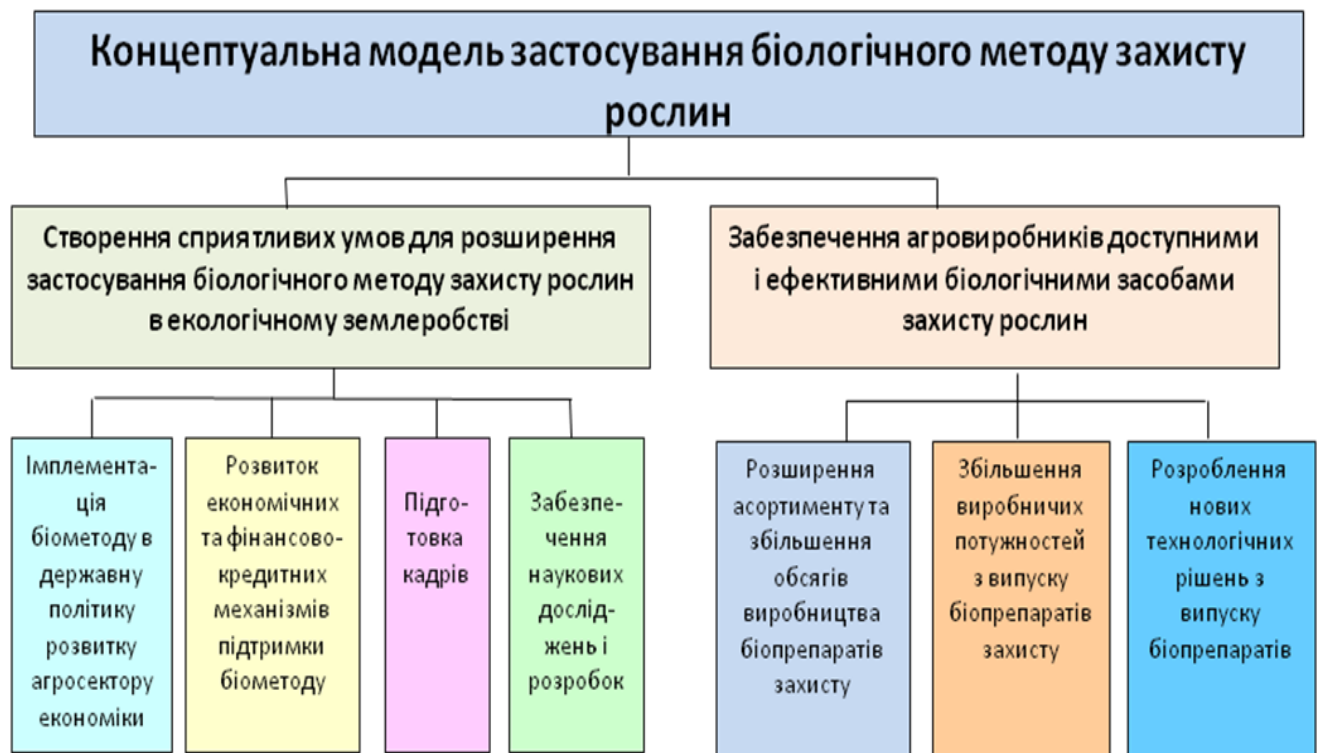 Концептуальна модель застосування біологічного методу захисту
рослин
Створення сприятливих умов для розширення
застосування біологічного методу захисту рослин
в екологічному землеробстві
Забезпечення агровиробників доступними
і ефективними біологічними засобами
захисту рослин
Імплемента-
ція
біометоду в
державну
політику
розвитку
агросектору
економіки
Розвиток
економічних
та фінансово-
кредитних
механізмів
підтримки
біометоду
Підго-
товка
кадрів
Забезпе-
чення
наукових
дослід-
жень і
розробок
Розширення
асортименту та
збільшення
обсягів
виробництва
біопрепаратів
захисту
Збільшення
виробничих
потужностей
з випуску
біопрепаратів
захисту
Розроблення
нових
технологічних
рішень з
випуску
біопрепаратів